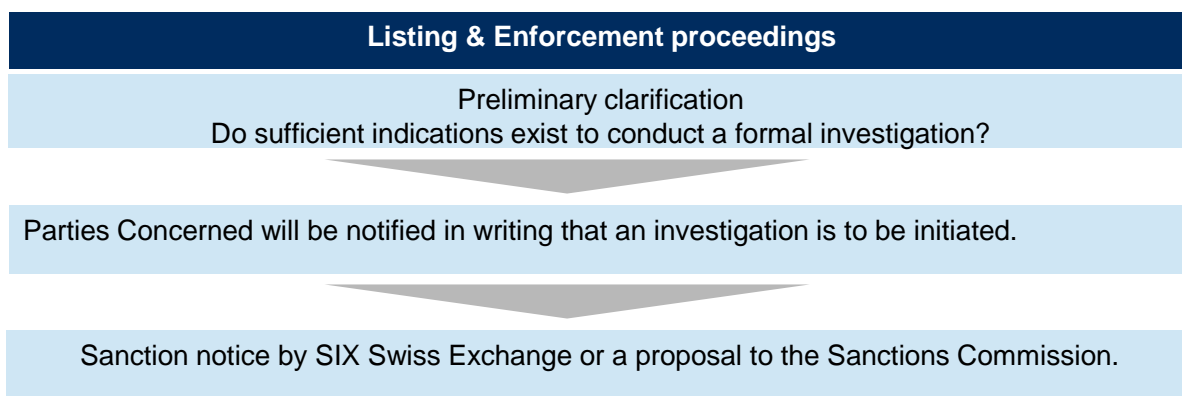 Listing & Enforcement proceedings
Preliminary clarification
Do sufficient indications exist to conduct a formal investigation?
Parties Concerned will be notified in writing that an investigation is to be initiated.
Sanction notice by SIX Swiss Exchange or a proposal to the Sanctions Commission.